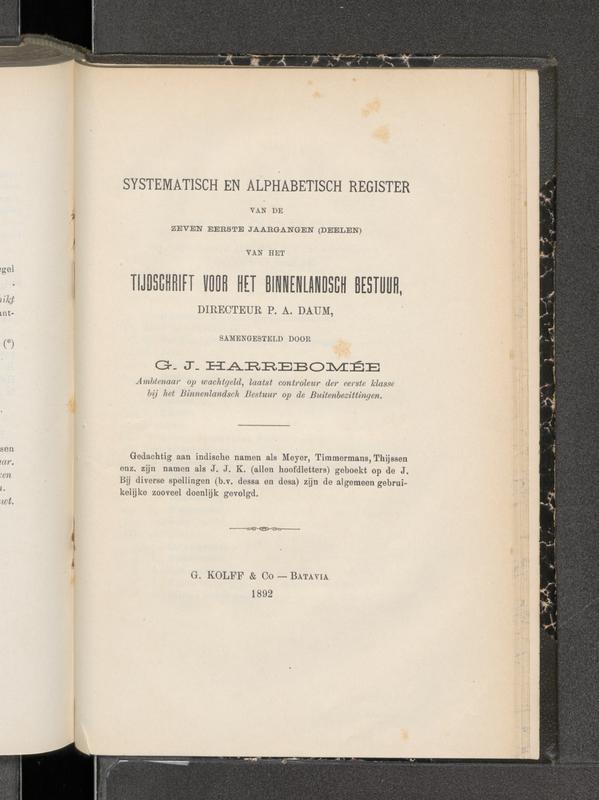 SYSTEMATISCH EN ALPHABETISCH REGISTER
VAN DE
ZEVEN EERSTE JAARGANGEN (DEELEN)
VAN HET
TIJDSCHRIFT VOOR HET BINNENLANDSCH BESTUUR,
DIRECTEUR P. A. DAUM,
SAMENGESTELD DOOR
G. J. HARREBOMÉE
Ambtenaar op wachtgeld, laatst controleur der eerste klasse
bij het Binnenlandsch Bestuur op de Buitenbezittingen.
Gedachtig aan indische namen als Meyer, Timmermans, Thijssen
enz. zijn namen als J. J. K. (allen hoofdletters) geboekt op de J.
Bij diverse spellingen (b.v. dessa en desa) zijn de algemeen gebrui-
kelijke zooveel doenlijk gevolgd.
G. KOLFF & Co — BATAVIA
1892